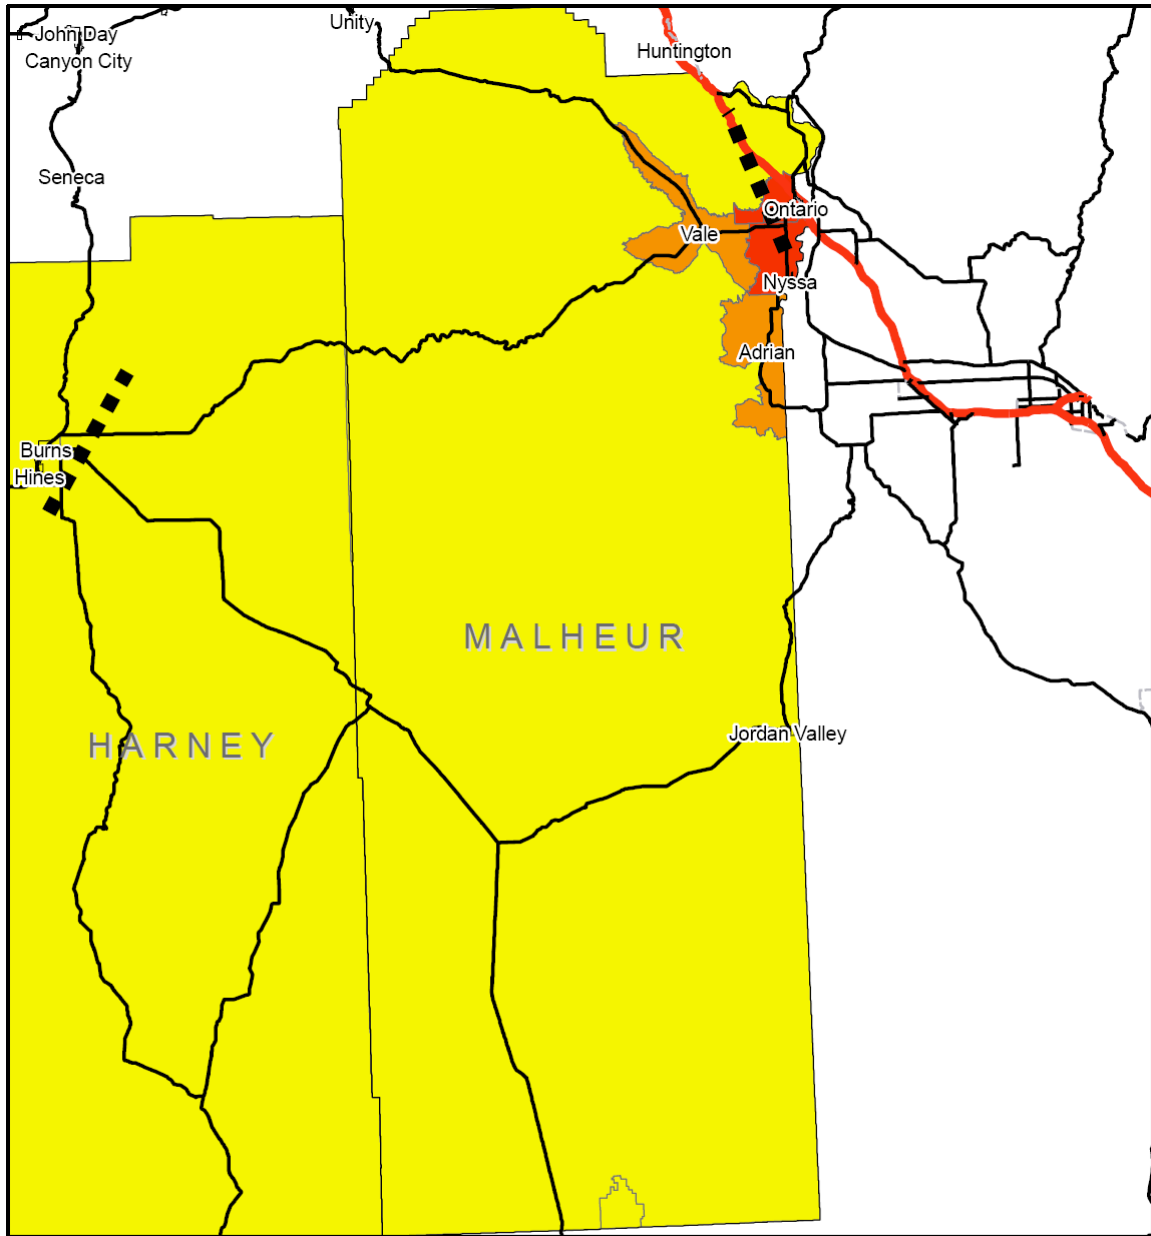 Unity
John Day
Canyon City
Huntington
Seneca
Ontario
Vale
Nyssa
Adrian
Burns
Hines
MALHEUR
Jordan Valley
HARNEY